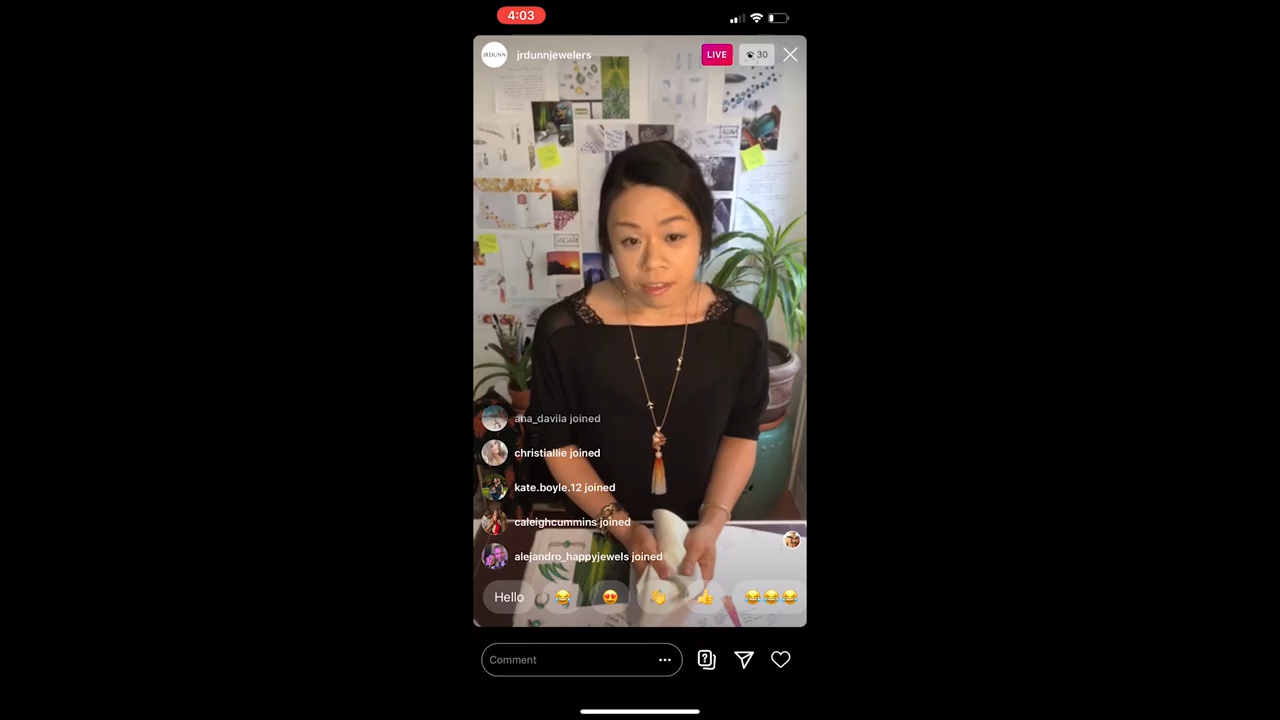 4:03
JRDUNN
jrdunnjewelers
LIVE
30
ana_davila joined
christiallie joined
kate.boyle.12 joined
caleighcummins joined
alejandro_happyjewels joined
Hello
Comment